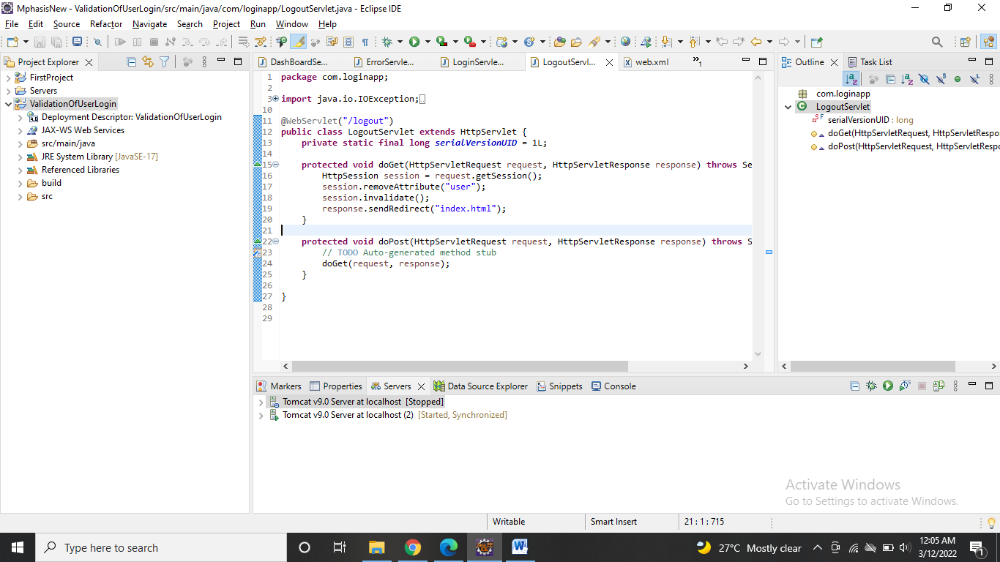 MphasisNew - ValidationOfUserLogin/src/main/java/com/loginapp/LogoutServlet.java - Eclipse IDE
File Edit Source Refactor Navigate Search Project Run Window Help
Project Explorer
FirstProject
Servers
ValidationOfUserLogin
Deployment Descriptor: ValidationOfUserLogin
JAX-WS Web Services
src/main/java
JRE System Library [JavaSE-17]
Referenced Libraries
build
src
DashBoardSe... ErrorServle... LoginServle... LogoutServl... web.xml »1
1 package com.loginapp;
2
3 import java.io.IOException;
10
11 @WebServlet("/logout")
12 public class LogoutServlet extends HttpServlet {
13 private static final long serialVersionUID = 1L;
14
15 protected void doGet(HttpServletRequest request, HttpServletResponse response) throws Se
16 HttpSession session = request.getSession();
17 session.removeAttribute("user");
18 session.invalidate();
19 response.sendRedirect("index.html");
20 }
21
22 protected void doPost(HttpServletRequest request, HttpServletResponse response) throws S
23 // TODO Auto-generated method stub
24 doGet(request, response);
25 }
26
27 }
28
29
Outline Task List
com.loginapp
LogoutServlet
serialVersionUID : long
doGet(HttpServletRequest, HttpServletRespo
doPost(HttpServletRequest, HttpServletResp
Markers Properties Servers Data Source Explorer Snippets Console
Tomcat v9.0 Server at localhost [Stopped]
Tomcat v9.0 Server at localhost (2) [Started, Synchronized]
Activate Windows
Go to Settings to activate Windows.
Writable Smart Insert 21 : 1 : 715
Type here to search
27°C Mostly clear
12:05 AM
3/12/2022
1